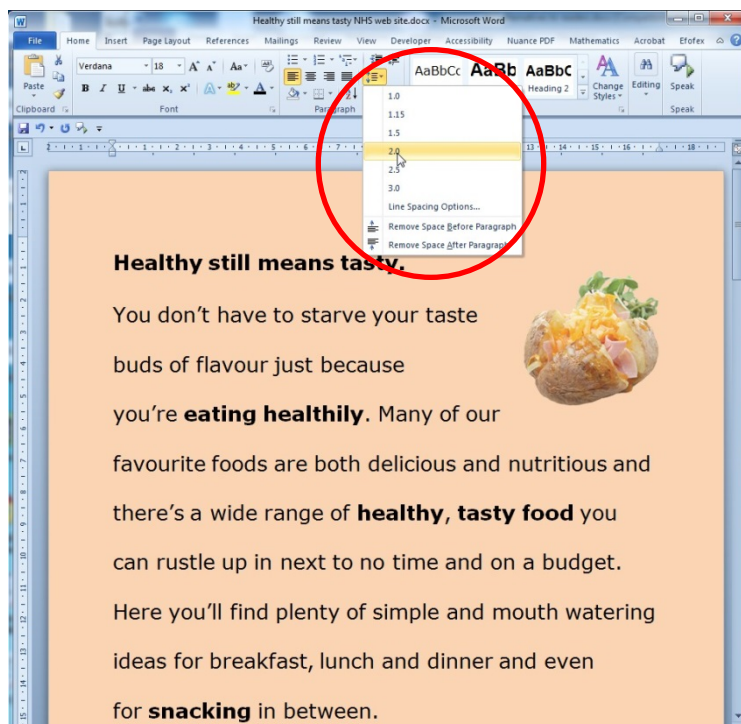 Healthy still means tasty NHS web site.docx - Microsoft Word
File Home Insert Page Layout References Mailings Review View Developer Accessibility Nuance PDF Mathematics Acrobat Efofex
Paste
Verdana 18
AaBbCc AaBb AaBbC
Heading 2
Change Styles
Editing
Speak
Clipboard Font Paragraph Speak
1.0
1.15
1.5
2.0
2.5
3.0
Line Spacing Options...
Remove Space Before Paragraph
Remove Space After Paragraph
Healthy still means tasty.
You don’t have to starve your taste
buds of flavour just because
you’re eating healthily. Many of our
favourite foods are both delicious and nutritious and
there’s a wide range of healthy, tasty food you
can rustle up in next to no time and on a budget.
Here you’ll find plenty of simple and mouth watering
ideas for breakfast, lunch and dinner and even
for snacking in between.